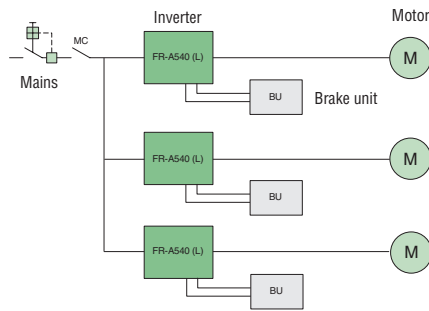 Inverter
Motor
MC
FR-A540 (L)
M
Mains
BU
Brake unit
FR-A540 (L)
M
BU
FR-A540 (L)
M
BU